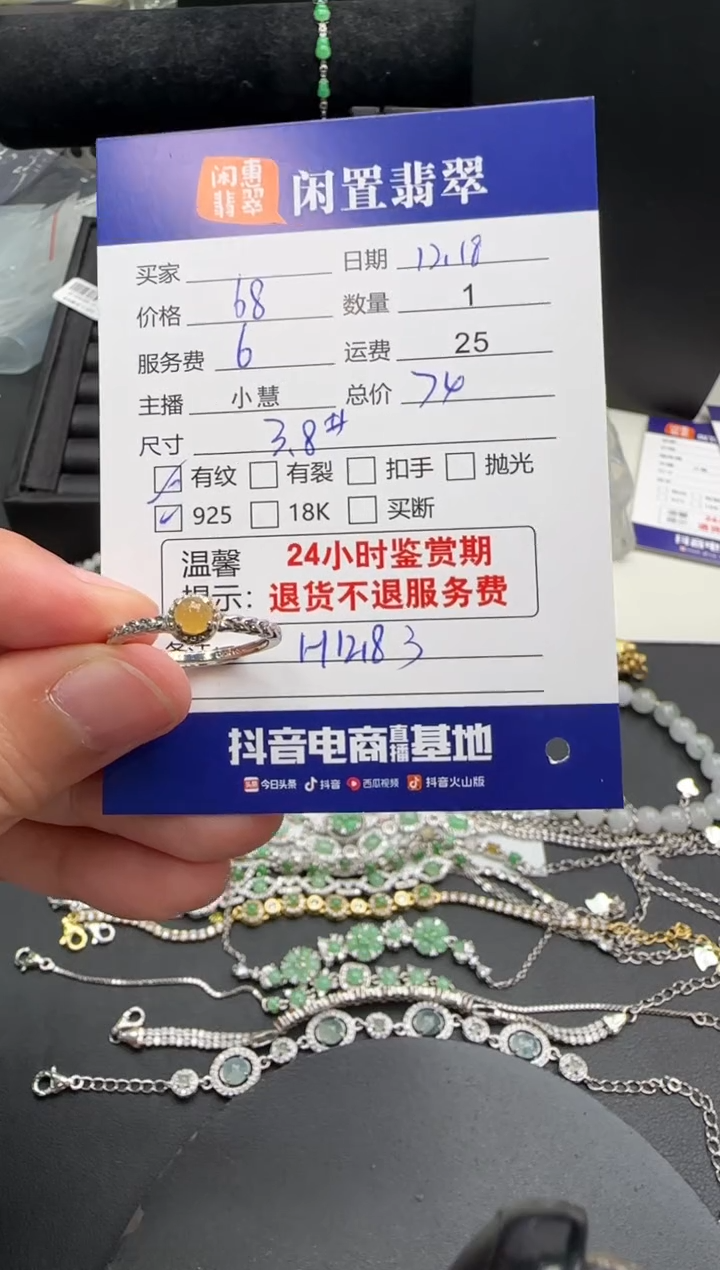 闲惠翡翠 闲置翡翠
买家 日期 12.18
价格 68 数量 1
服务费 6 运费 25
主播 小慧 总价 74
尺寸 3.8#
有纹 有裂 扣手 抛光
925 18K 买断
温馨 24小时鉴赏期
提示: 退货不退服务费
H1283
抖音电商直播基地
头条 今日头条 抖音 西瓜视频 抖音火山版